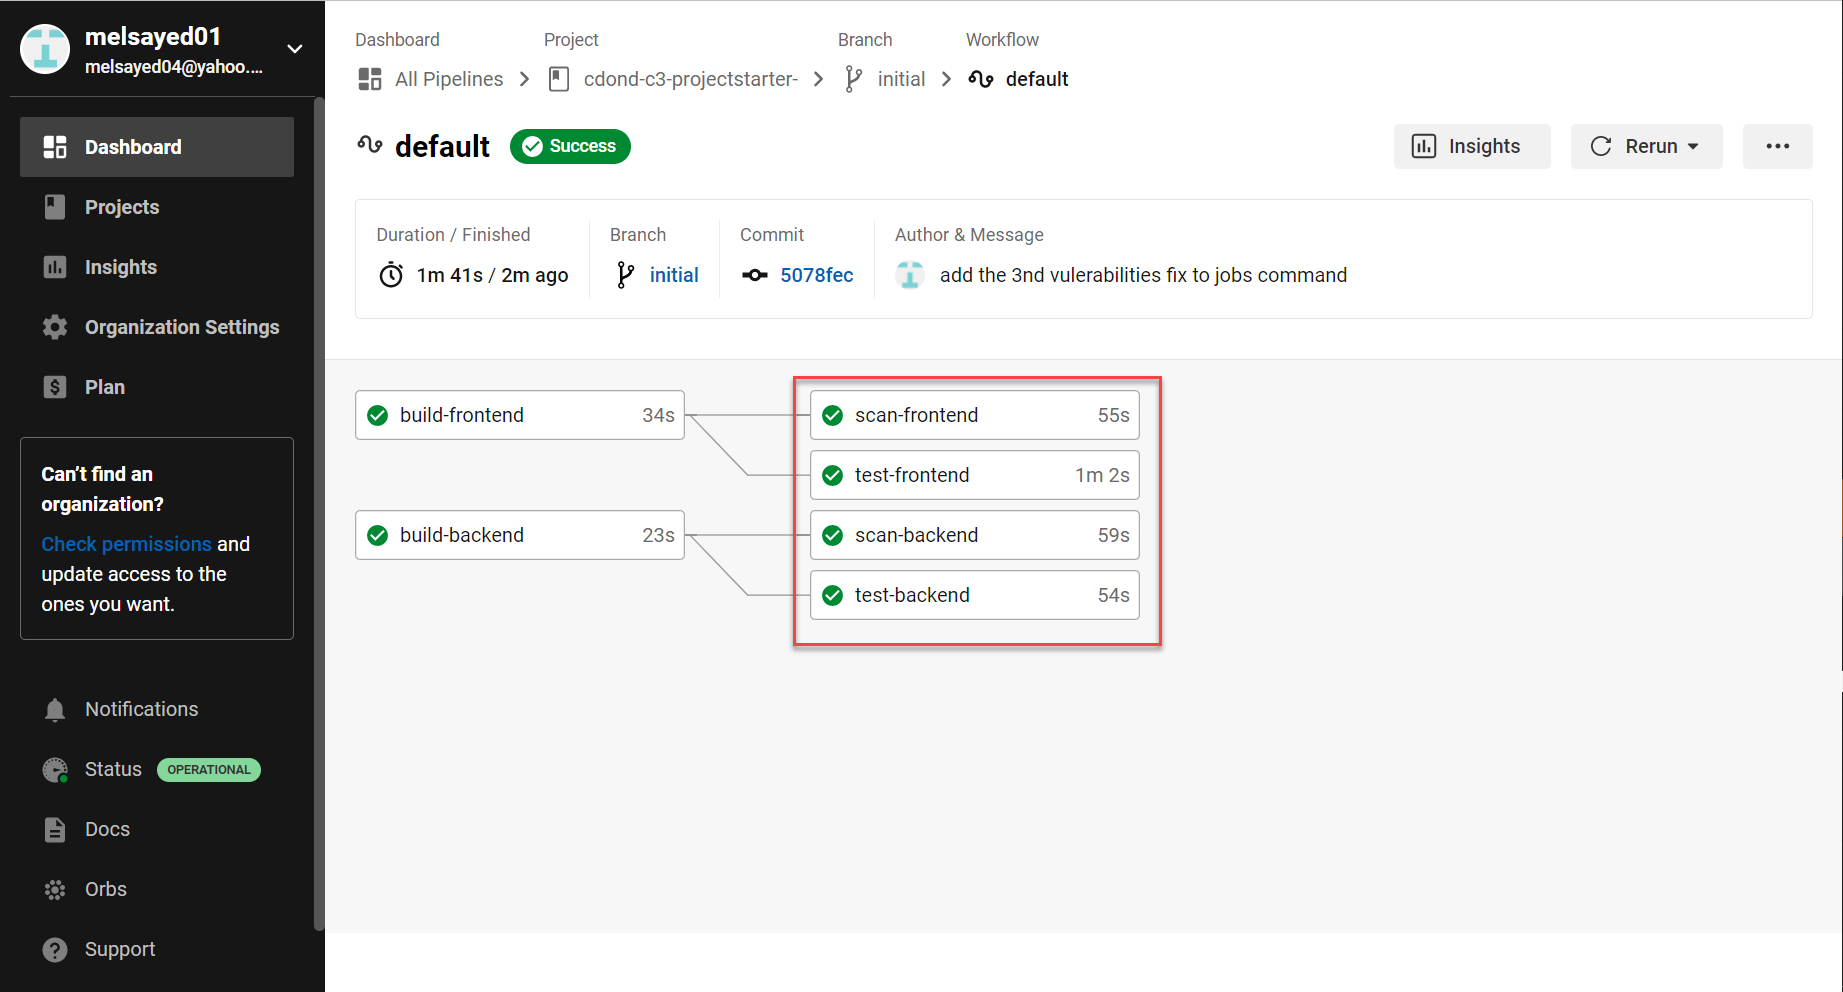 melsayed01
melsayed04@yahoo....
Dashboard
Projects
Insights
Organization Settings
Plan
Can't find an
organization?
Check permissions and
update access to the
ones you want.
Notifications
Status OPERATIONAL
Docs
Orbs
Support
Dashboard Project Branch Workflow
All Pipelines cdond-c3-projectstarter- initial default
default Success
Insights Rerun
Duration / Finished Branch Commit Author & Message
1m 41s / 2m ago initial 5078fec add the 3nd vulerabilities fix to jobs command
build-frontend 34s scan-frontend 55s
test-frontend 1m 2s
build-backend 23s scan-backend 59s
test-backend 54s